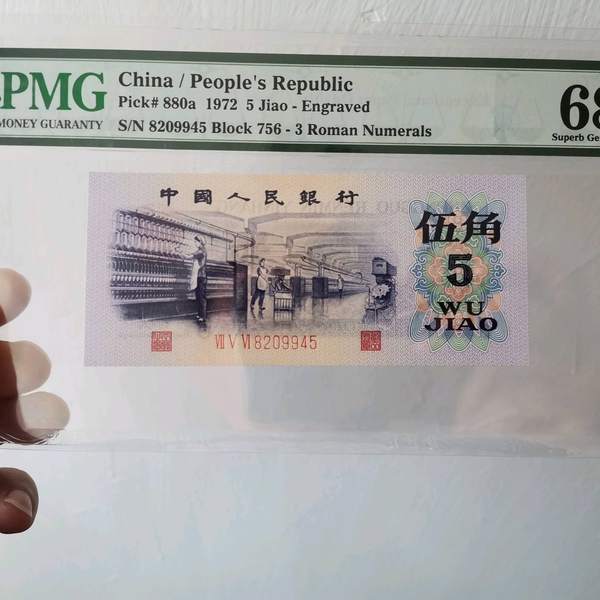 PMG
MONEY GUARANTY
China / People's Republic
Pick# 880a 1972 5 Jiao - Engraved
S/N 8209945 Block 756 - 3 Roman Numerals
68
Superb Ge
中國人民銀行
伍角
5
WU
JIAO
Ⅶ Ⅴ Ⅵ 8209945